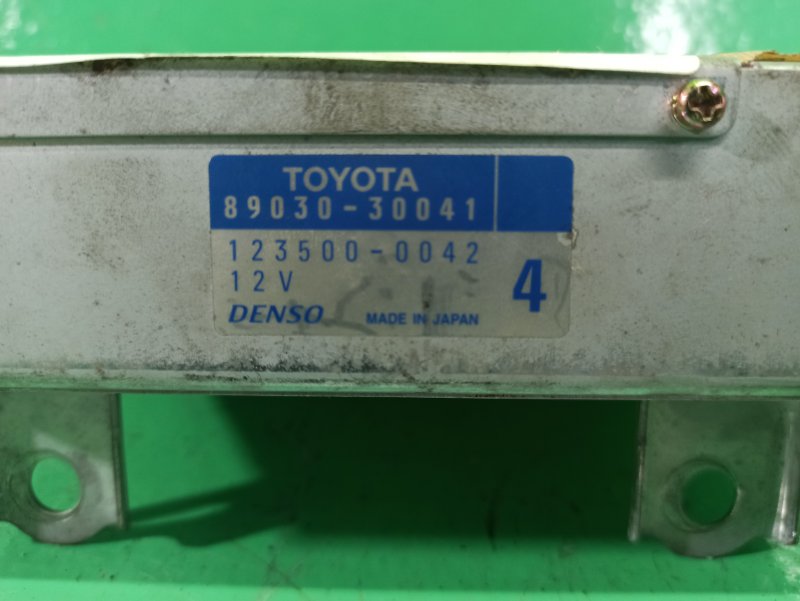 TOYOTA
89030-30041
123500-0042
12V
4
DENSO MADE IN JAPAN